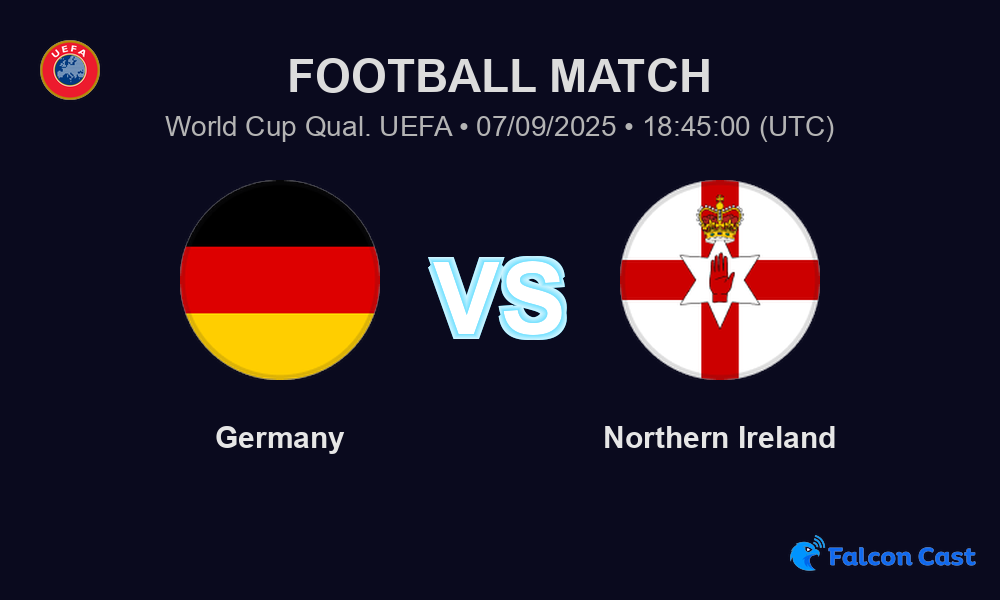 UEFA
FOOTBALL MATCH
World Cup Qual. UEFA • 07/09/2025 • 18:45:00 (UTC)
VS
Germany
Northern Ireland
Falcon Cast